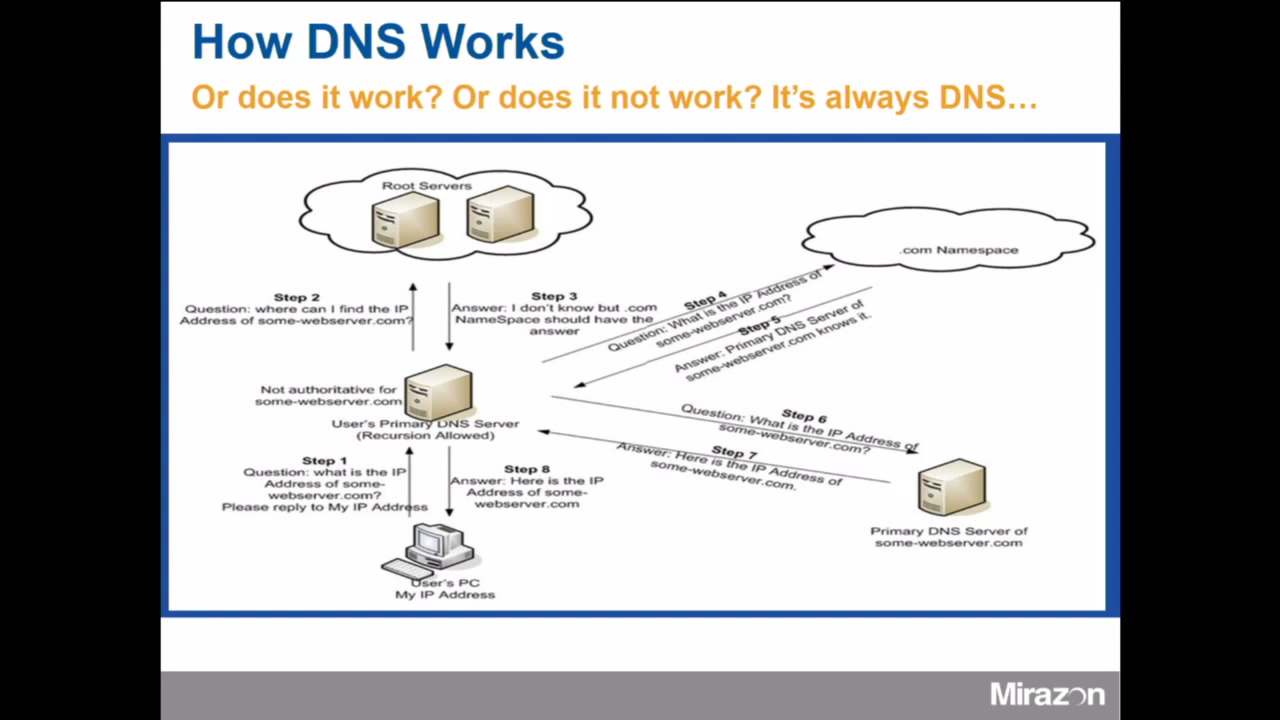 How DNS Works
Or does it work? Or does it not work? It's always DNS...
Root Servers
.com Namespace
Step 2
Question: where can I find the IP
Address of some-webserver.com?
Step 3
Answer: I don't know but .com
NameSpace should have the
answer
Step 4
Question: What is the IP Address of
some-webserver.com?
Step 5
Answer: Primary DNS Server of
some-webserver.com knows it.
Not authoritative for
some-webserver.com
User's Primary DNS Server
(Recursion Allowed)
Step 6
Question: What is the IP Address of
some-webserver.com?
Step 7
Answer: Here is the IP Address of
some-webserver.com.
Step 1
Question: what is the IP
Address of some-
webserver.com?
Please reply to My IP Address
Step 8
Answer: Here is the IP
Address of some-
webserver.com
Primary DNS Server of
some-webserver.com
User's PC
My IP Address
Mirazon